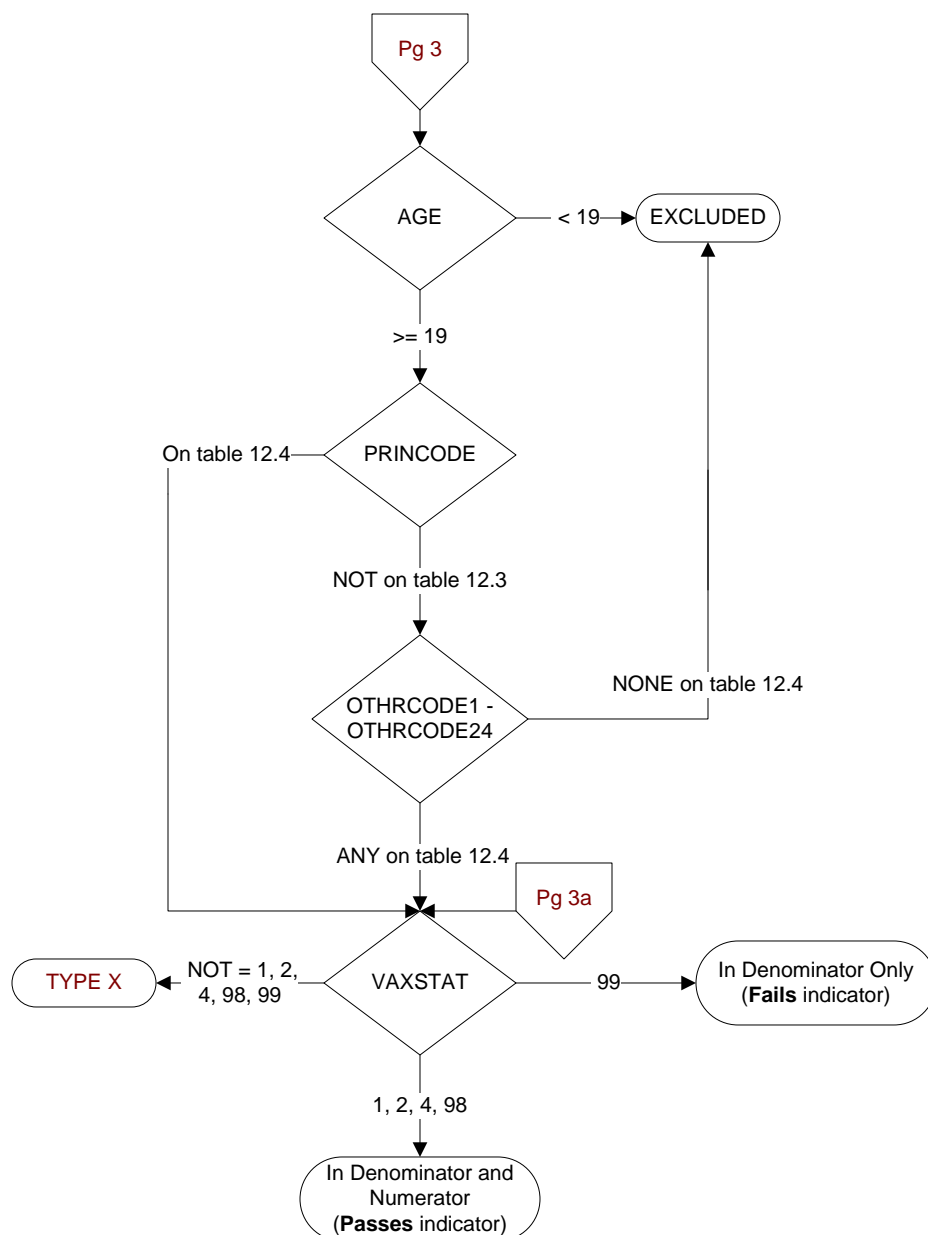 Pg 3
AGE
< 19
EXCLUDED
>= 19
On table 12.4
PRINCODE
NOT on table 12.3
OTHRCODE1 -
OTHRCODE24
NONE on table 12.4
ANY on table 12.4
Pg 3a
TYPE X
NOT = 1, 2,
4, 98, 99
VAXSTAT
99
In Denominator Only
(Fails indicator)
1, 2, 4, 98
In Denominator and
Numerator
(Passes indicator)